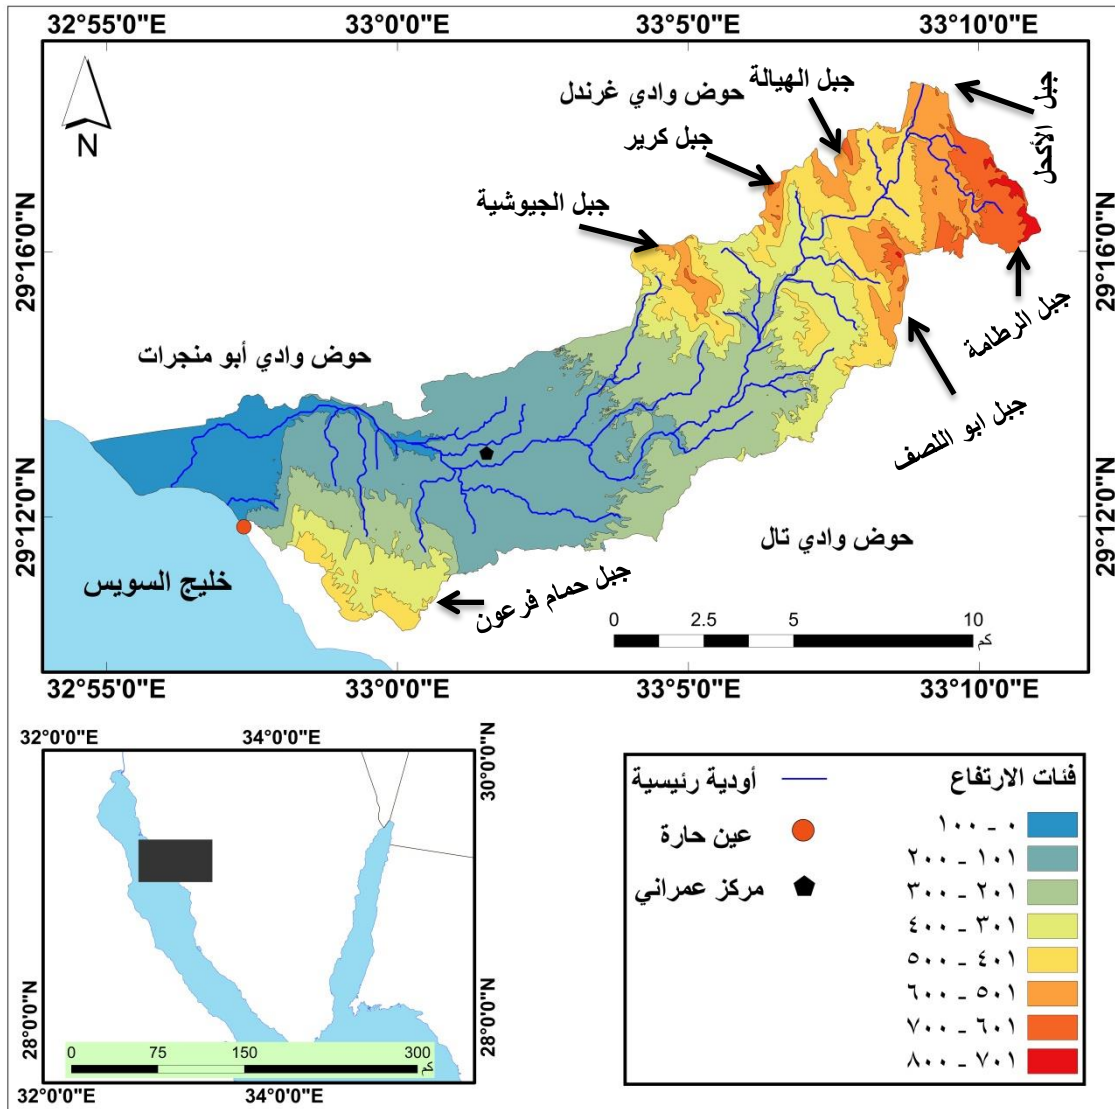 32°55'0"E 33°0'0"E 33°5'0"E 33°10'0"E
جبل الأكحل
جبل الهيالة
حوض وادي غرندل
جبل كرير
جبل الجيوشية
N
29°16'0"N
29°16'0"N
جبل الرطامة
حوض وادي أبو منجرات
جبل ابو اللصف
29°12'0"N
29°12'0"N
حوض وادي تال
خليج السويس
جبل حمام فرعون
0 2.5 5 10
كم
32°55'0"E 33°0'0"E 33°5'0"E 33°10'0"E
32°0'0"E 34°0'0"E
30°0'0"N
28°0'0"N
28°0'0"N
0 75 150 300
32°0'0"E 34°0'0"E
فئات الارتفاع
٠ - ١٠٠
١٠١ - ٢٠٠
٢٠١ - ٣٠٠
٣٠١ - ٤٠٠
٤٠١ - ٥٠٠
٥٠١ - ٦٠٠
٦٠١ - ٧٠٠
٧٠١ - ٨٠٠
أودية رئيسية
عين حارة
مركز عمراني